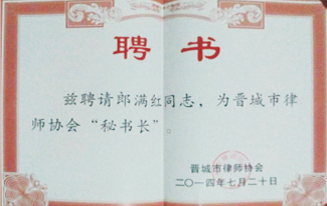 聘书
兹聘请郎满红同志，为晋城市律
师协会“秘书长”。
晋城市律师协会
二〇一四年七月二十日